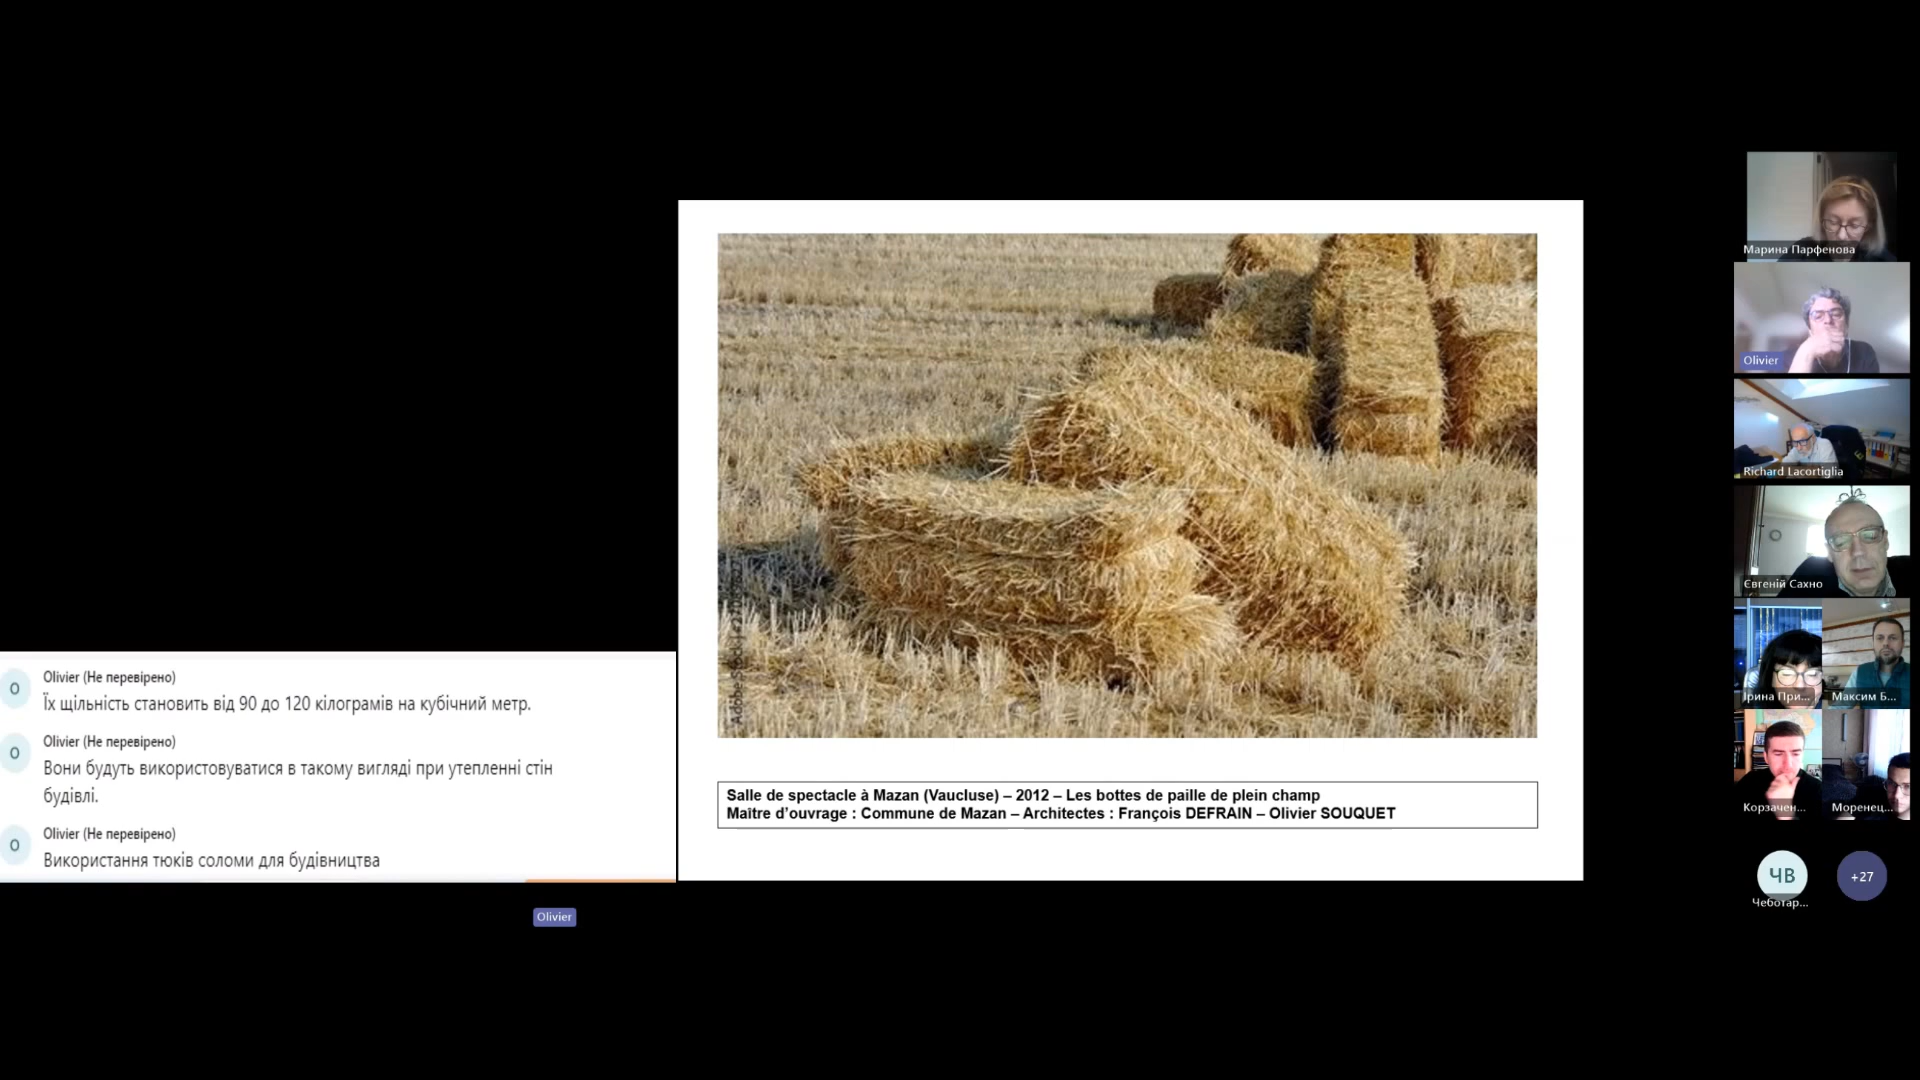 Olivier (Не перевірено)
Їх щільність становить від 90 до 120 кілограмів на кубічний метр.
Olivier (Не перевірено)
Вони будуть використовуватися в такому вигляді при утепленні стін
будівлі.
Olivier (Не перевірено)
Використання тюків соломи для будівництва
O
O
O
Olivier
Adobe Stock
Salle de spectacle à Mazan (Vaucluse) – 2012 – Les bottes de paille de plein champ
Maître d’ouvrage : Commune de Mazan – Architectes : François DEFRAIN – Olivier SOUQUET
Марина Парфенова
Olivier
Richard Lacortiglia
Євгеній Сахно
Ірина При...
Максим Б...
Корзачен...
Моренец...
ЧВ
Чеботар...
+27